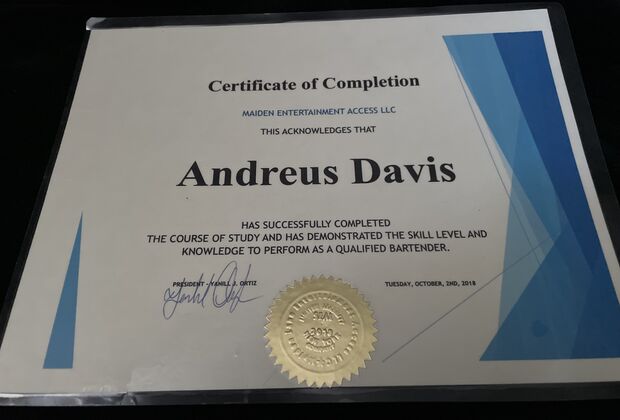 Certificate of Completion
MAIDEN ENTERTAINMENT ACCESS LLC
THIS ACKNOWLEDGES THAT
Andreus Davis
HAS SUCCESSFULLY COMPLETED
THE COURSE OF STUDY AND HAS DEMONSTRATED THE SKILL LEVEL AND
KNOWLEDGE TO PERFORM AS A QUALIFIED BARTENDER.
PRESIDENT - YAHILL J. ORTIZ
TUESDAY, OCTOBER, 2ND, 2018
SEAL